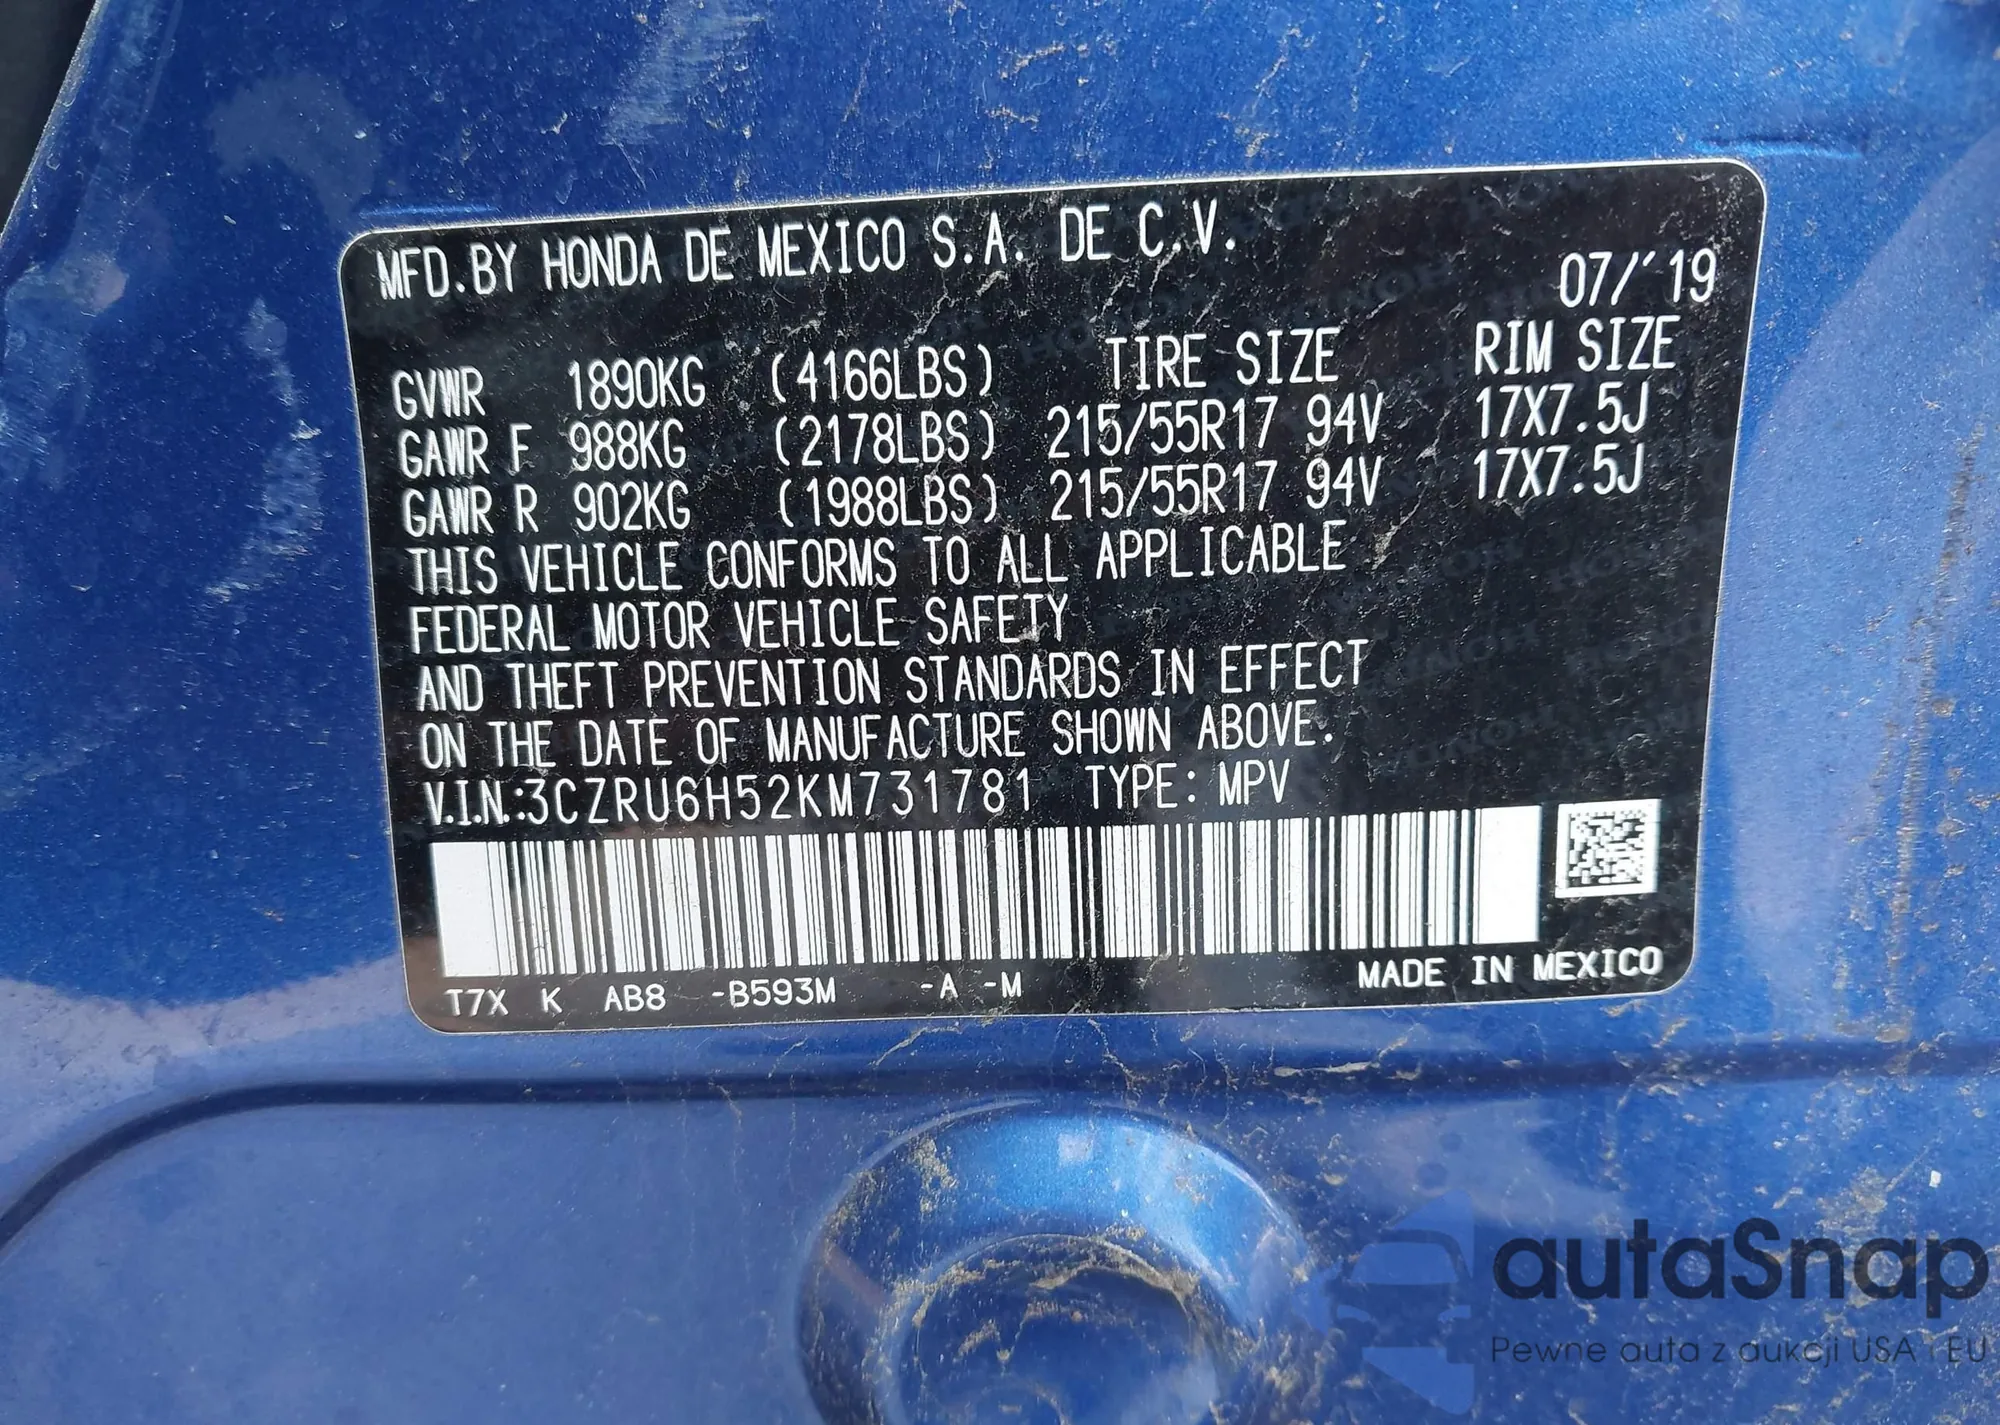 MFD.BY HONDA DE MEXICO S.A. DE C.V.
07/'19
GVWR 1890KG (4166LBS) TIRE SIZE RIM SIZE
GAWR F 988KG (2178LBS) 215/55R17 94V 17X7.5J
GAWR R 902KG (1988LBS) 215/55R17 94V 17X7.5J
THIS VEHICLE CONFORMS TO ALL APPLICABLE
FEDERAL MOTOR VEHICLE SAFETY
AND THEFT PREVENTION STANDARDS IN EFFECT
ON THE DATE OF MANUFACTURE SHOWN ABOVE.
V.I.N.:3CZRU6H52KM731781 TYPE: MPV
T7X K AB8 -B593M -A -M MADE IN MEXICO
autaSnap
Pewne auta z aukcji USA i EU